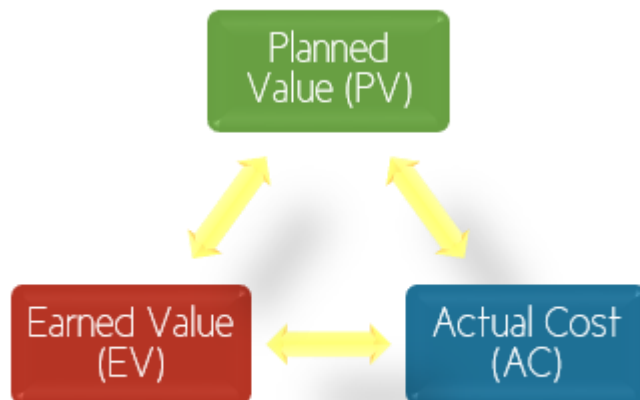 Planned
Value (PV)
Earned Value
(EV)
Actual Cost
(AC)